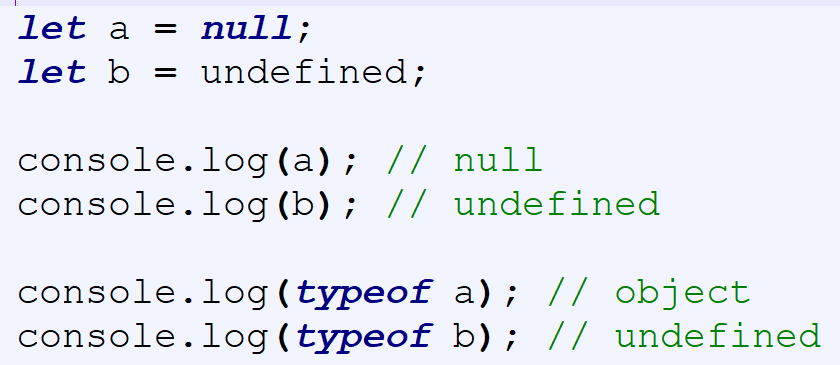 let a = null;
let b = undefined;
console.log(a); // null
console.log(b); // undefined
console.log(typeof a); // object
console.log(typeof b); // undefined